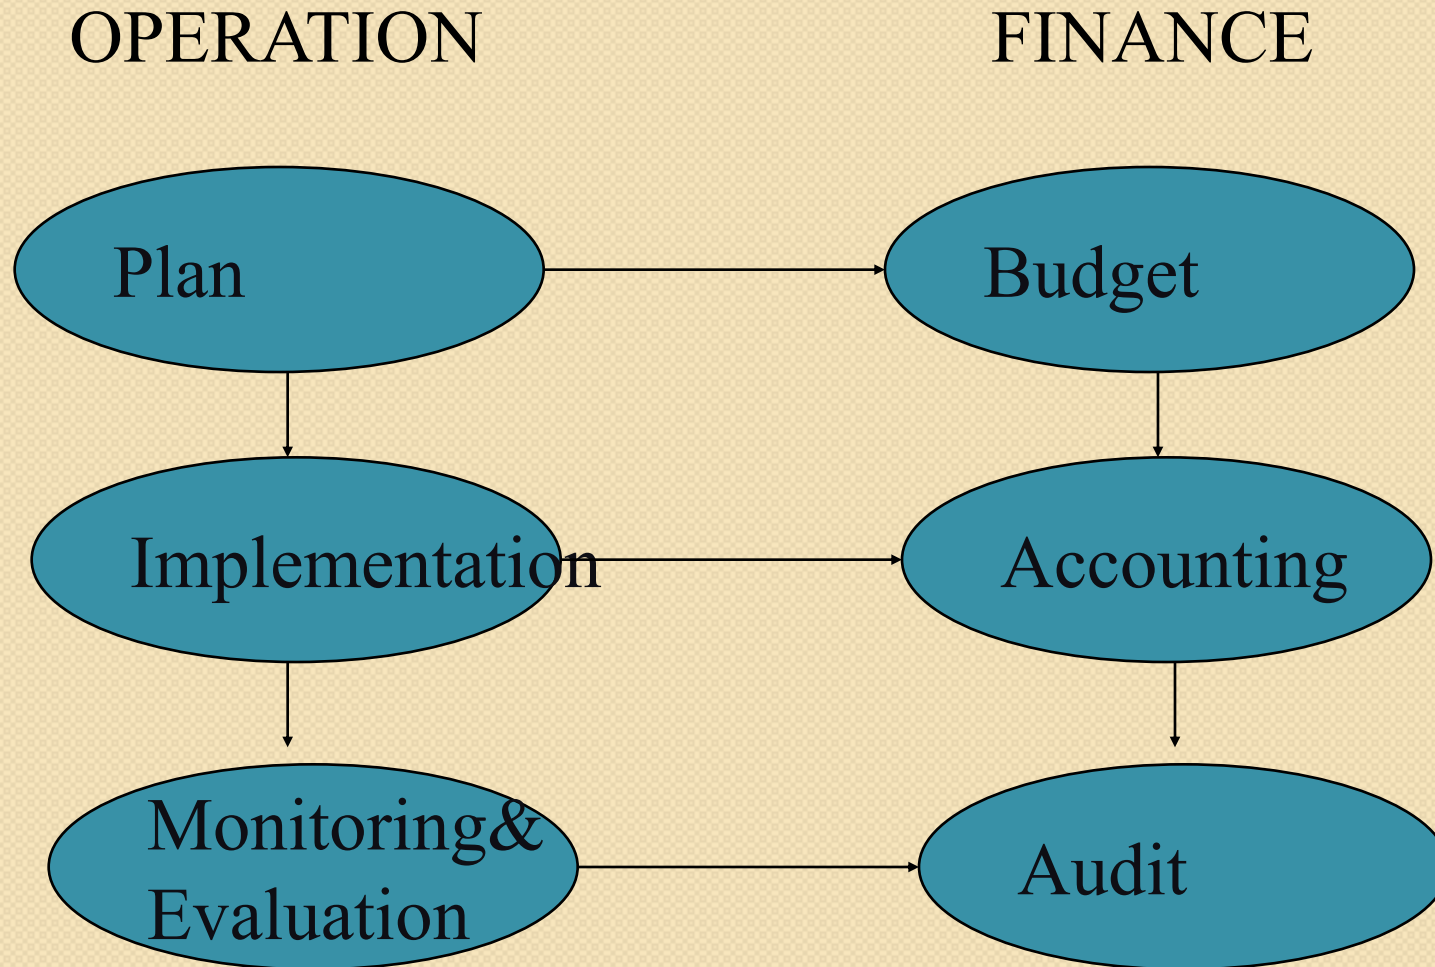 OPERATION
FINANCE
Plan
Budget
Implementation
Accounting
Monitoring&
Evaluation
Audit